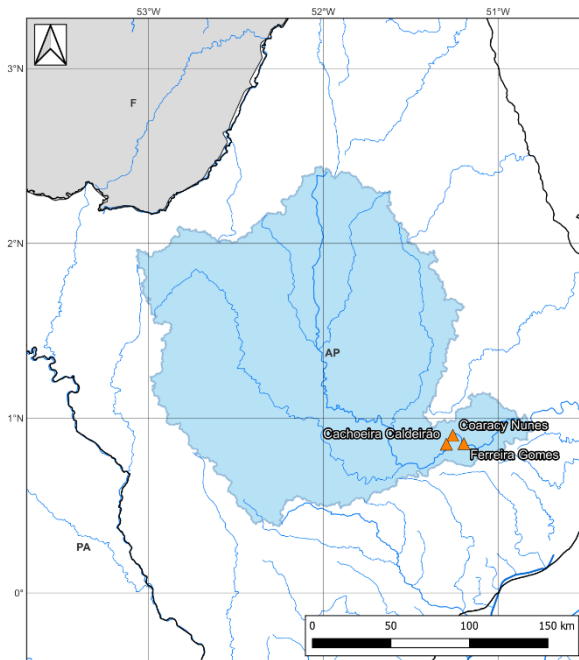 53°W 52°W 51°W
3°N
F
2°N
AP
1°N
Coaracy Nunes
Cachoeira Caldeirão
Ferreira Gomes
PA
0°
0 50 100 150 km